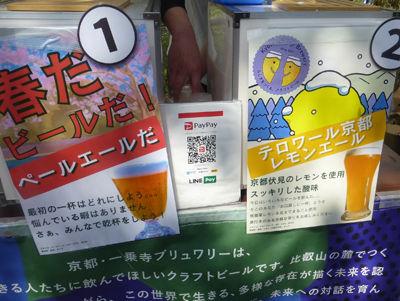 1
春だ
ビールだ!
ペールエールだ
最初の一杯はどれにしよう
悩んでいる暇はありません
さぁ、みんなで乾杯をしよう!
PayPay
LINE Pay
2
テロワール京都
レモンエール
京都伏見のレモンを使用
スッキリした酸味
京都・一乗寺ブリュワリーは、
比叡山の麓でつく
きる人たちに飲んでほしいクラフトビールです。
多様な存在が描く未来を認
この世界で生きる、多様
未来への対話を育ん